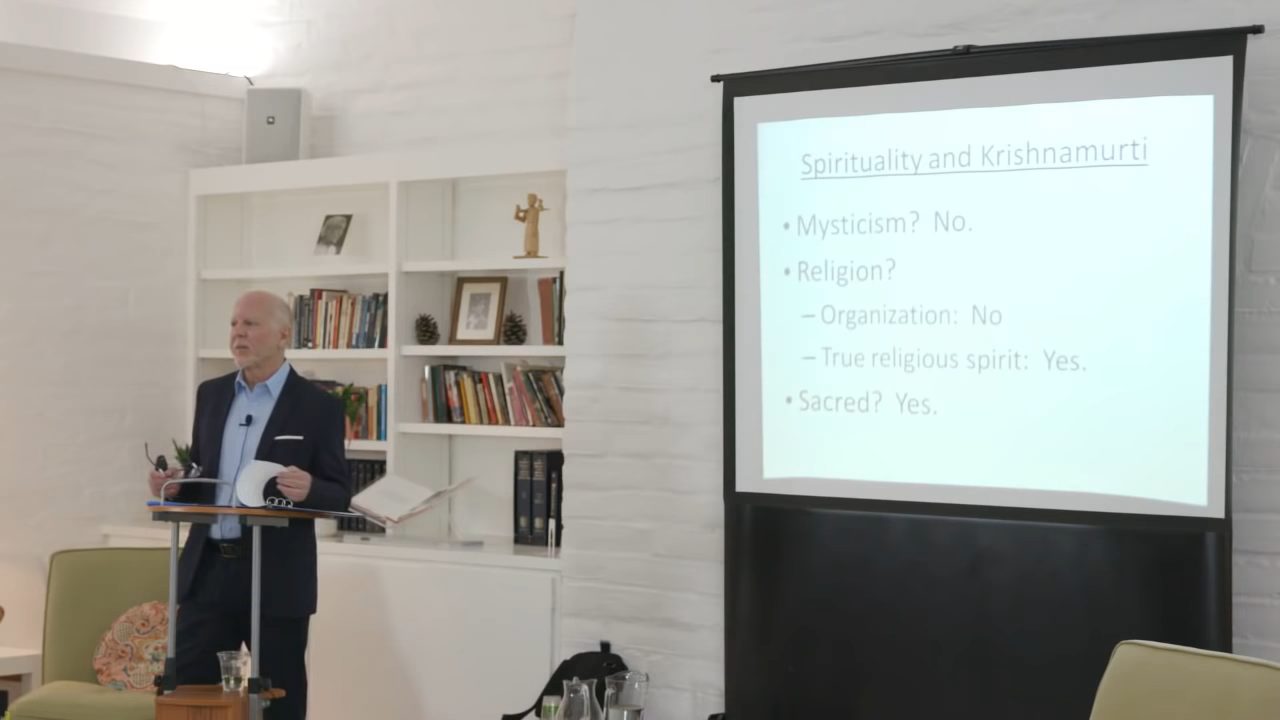 Spirituality and Krishnamurti
• Mysticism? No.
• Religion?
– Organization: No
– True religious spirit: Yes.
• Sacred? Yes.